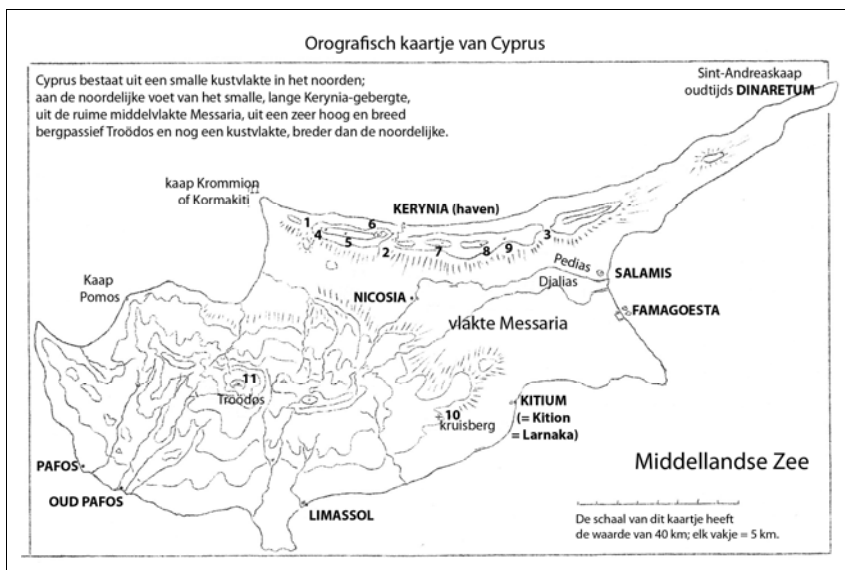 Orografisch kaartje van Cyprus
Cyprus bestaat uit een smalle kustvlakte in het noorden;
aan de noordelijke voet van het smalle, lange Kerynia-gebergte,
uit de ruime middelvlakte Messaria, uit een zeer hoog en breed
bergpassief Troödos en nog een kustvlakte, breder dan de noordelijke.
Sint-Andreaskaap
oudtijds DINARETUM
kaap Krommion
of Kormakiti
KERYNIA (haven)
1
4
5
6
2
7
8
9
3
Kaap
Pomos
NICOSIA
Pedias
Djalias
SALAMIS
FAMAGOESTA
vlakte Messaria
11
Troödos
10
kruisberg
KITIUM
(= Kition
= Larnaka)
PAFOS
OUD PAFOS
LIMASSOL
Middellandse Zee
De schaal van dit kaartje heeft
de waarde van 40 km; elk vakje = 5 km.